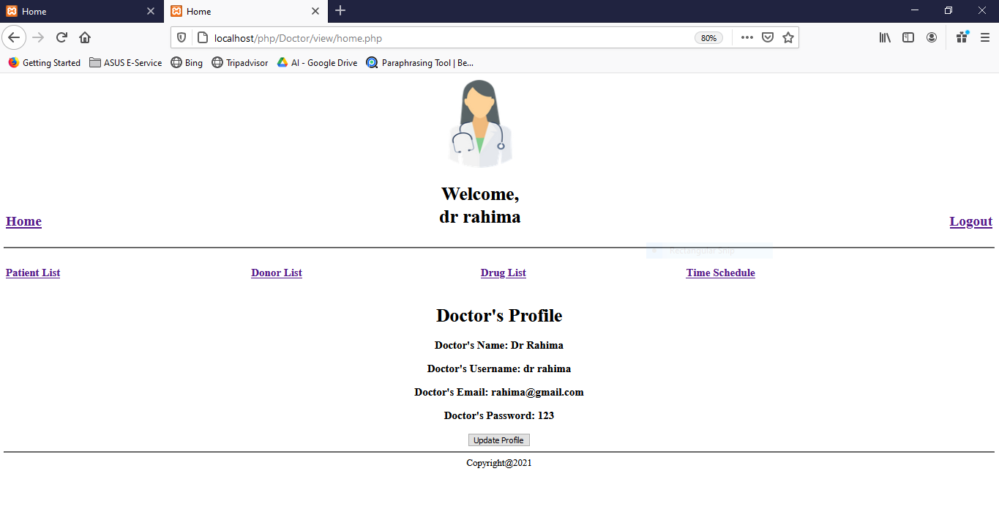 Home
Home
localhost/php/Doctor/view/home.php
80%
Getting Started
ASUS E-Service
Bing
Tripadvisor
AI - Google Drive
Paraphrasing Tool | Be...
Welcome,
dr rahima
Home
Logout
Rectangular Snip
Patient List
Donor List
Drug List
Time Schedule
Doctor's Profile
Doctor's Name: Dr Rahima
Doctor's Username: dr rahima
Doctor's Email: rahima@gmail.com
Doctor's Password: 123
Update Profile
Copyright@2021